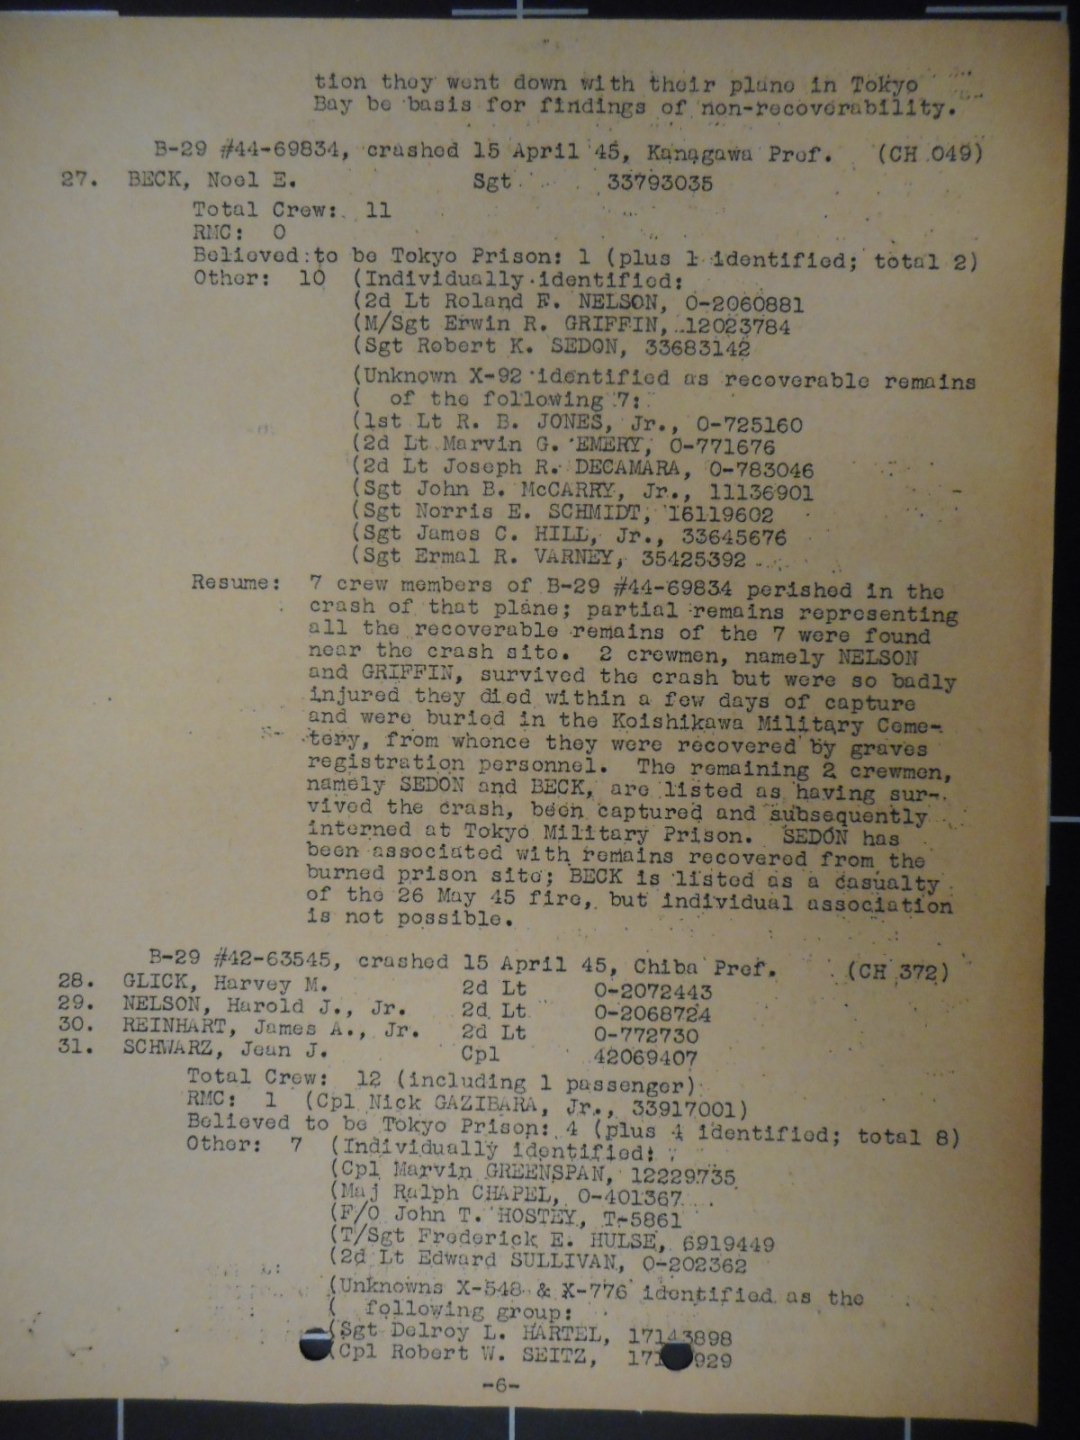 tion they went down with their plane in Tokyo
Bay be basis for findings of non-recoverability.
B-29 #44-69834, crashed 15 April 45, Kanagawa Pref. (CH 049)
27. BECK, Noel E. Sgt 33793035
Total Crew: 11
RMC: 0
Believed to be Tokyo Prison: 1 (plus 1 identified; total 2)
Other: 10 (Individually identified:
(2d Lt Roland E. NELSON, O-2060881
(M/Sgt Erwin R. GRIFFIN, 12023784
(Sgt Robert K. SEDON, 33683142
(Unknown X-92 identified as recoverable remains
( of the following 7:
(1st Lt R. B. JONES, Jr., O-725160
(2d Lt Marvin G. EMERY, O-771676
(2d Lt Joseph R. DECAMARA, O-783046
(Sgt John B. McCARRY, Jr., 11136901
(Sgt Norris E. SCHMIDT, 16119602
(Sgt James C. HILL, Jr., 33645676
(Sgt Ermal R. VARNEY, 35425392
Resume: 7 crew members of B-29 #44-69834 perished in the
crash of that plane; partial remains representing
all the recoverable remains of the 7 were found
near the crash site. 2 crewmen, namely NELSON
and GRIFFIN, survived the crash but were so badly
injured they died within a few days of capture
and were buried in the Koishikawa Military Ceme-
tery, from whence they were recovered by graves
registration personnel. The remaining 2 crewmen,
namely SEDON and BECK, are listed as having sur-
vived the crash, been captured and subsequently
interned at Tokyo Military Prison. SEDON has
been associated with remains recovered from the
burned prison site; BECK is listed as a casualty
of the 26 May 45 fire, but individual association
is not possible.
B-29 #42-63545, crashed 15 April 45, Chiba Pref. (CH 372)
28. GLICK, Harvey M. 2d Lt O-2072443
29. NELSON, Harold J., Jr. 2d Lt O-2068724
30. REINHART, James A., Jr. 2d Lt O-772730
31. SCHWARZ, Jean J. Cpl 42069407
Total Crew: 12 (including 1 passenger)
RMC: 1 (Cpl Nick GAZIBARA, Jr., 33917001)
Believed to be Tokyo Prison: 4 (plus 4 identified; total 8)
Other: 7 (Individually identified:
(Cpl Marvin GREENSPAN, 12229735
(Maj Ralph CHAPEL, O-401367
(F/O John T. HOSTEY, T-5861
(T/Sgt Frederick E. HULSE, 6919449
(2d Lt Edward SULLIVAN, O-202362
(Unknowns X-548 & X-776 identified as the
( following group:
(Sgt Delroy L. HARTEL, 17143898
(Cpl Robert W. SEITZ,
-6-